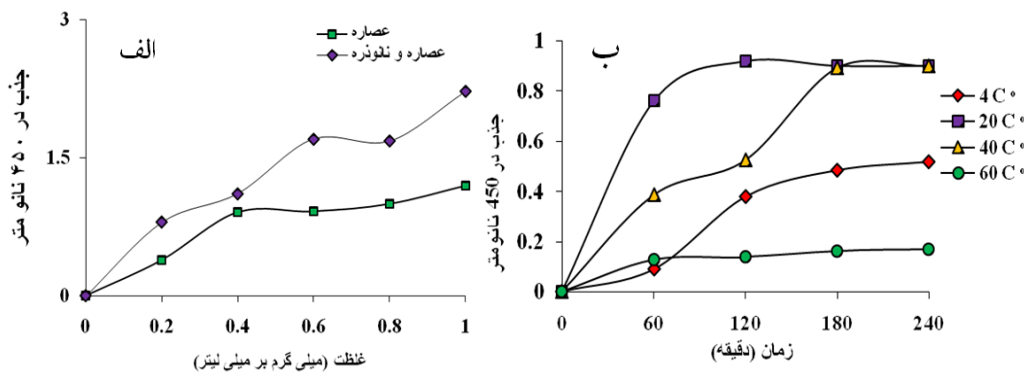 الف
عصاره
عصاره و نانوذره
جذب در ۴۵۰ نانو متر
3
1.5
0
0 0.2 0.4 0.6 0.8 1
غلظت (میلی گرم بر میلی لیتر)
ب
جذب در 450 نانومتر
1
0.8
0.6
0.4
0.2
0
0 60 120 180 240
زمان (دقیقه)
4 C°
20 C°
40 C°
60 C°